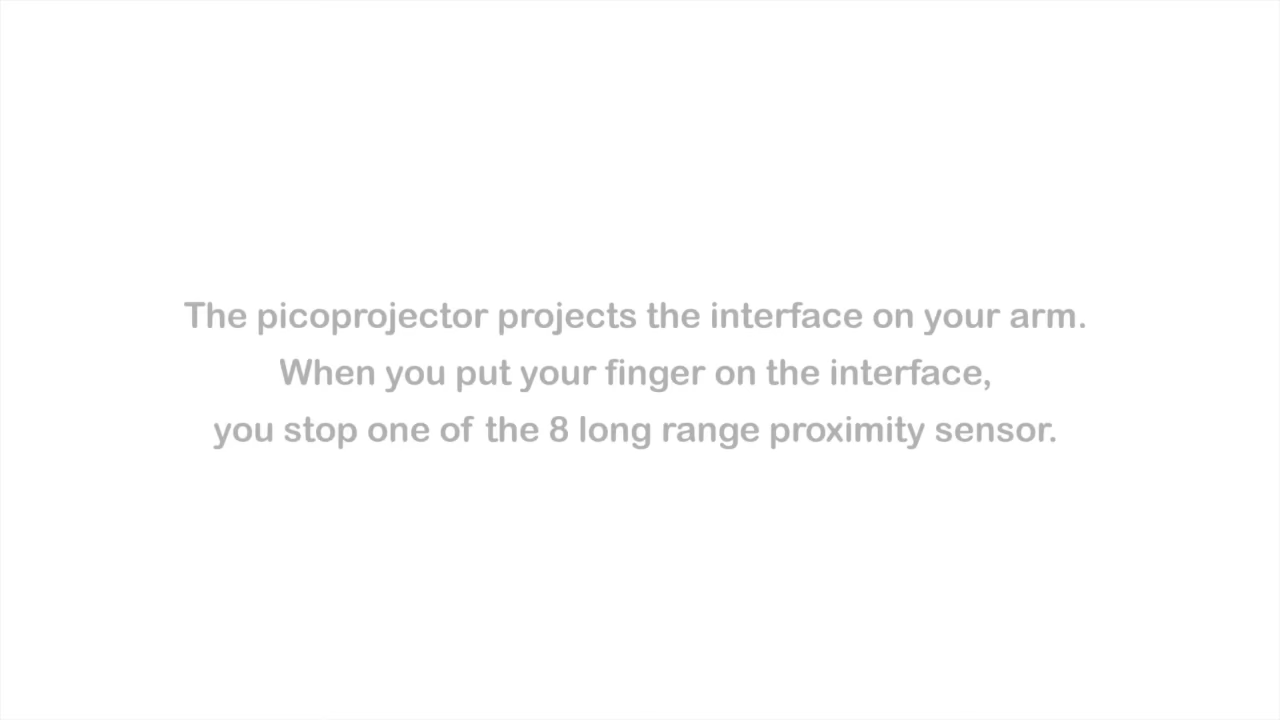 The picoprojector projects the interface on your arm.
When you put your finger on the interface,
you stop one of the 8 long range proximity sensor.